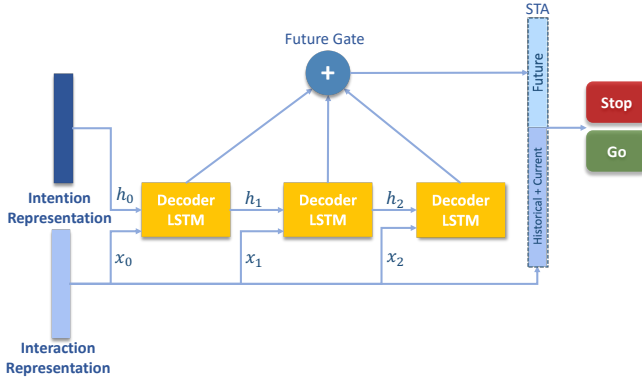 STA
Future Gate
+
Future
Stop
Go
Historical + Current
Intention
Representation
h₀
Decoder
LSTM
h₁
Decoder
LSTM
h₂
Decoder
LSTM
x₀
x₁
x₂
Interaction
Representation